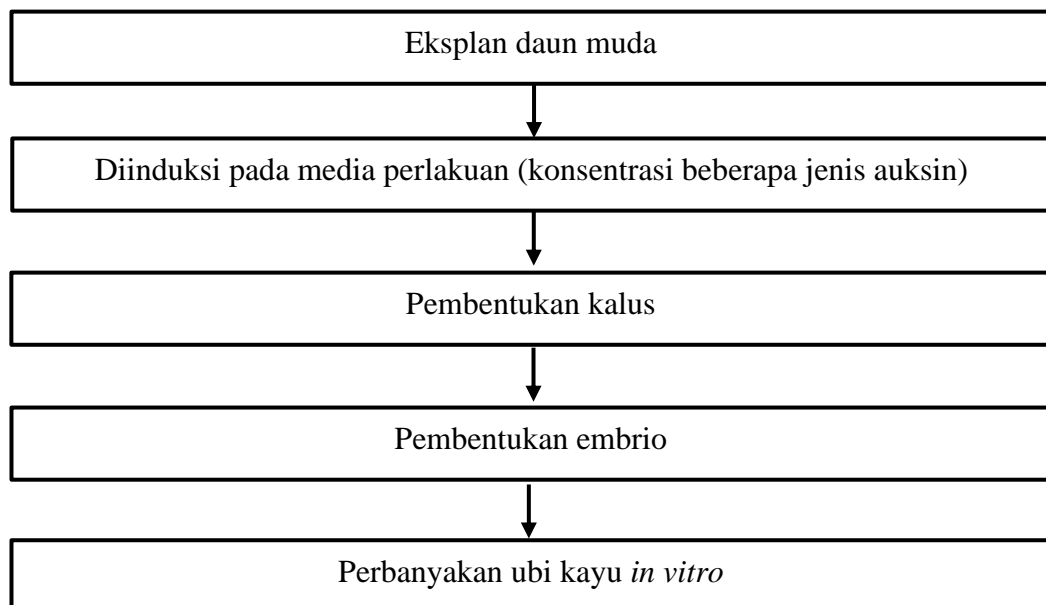 Eksplan daun muda
Diinduksi pada media perlakuan (konsentrasi beberapa jenis auksin)
Pembentukan kalus
Pembentukan embrio
Perbanyakan ubi kayu in vitro